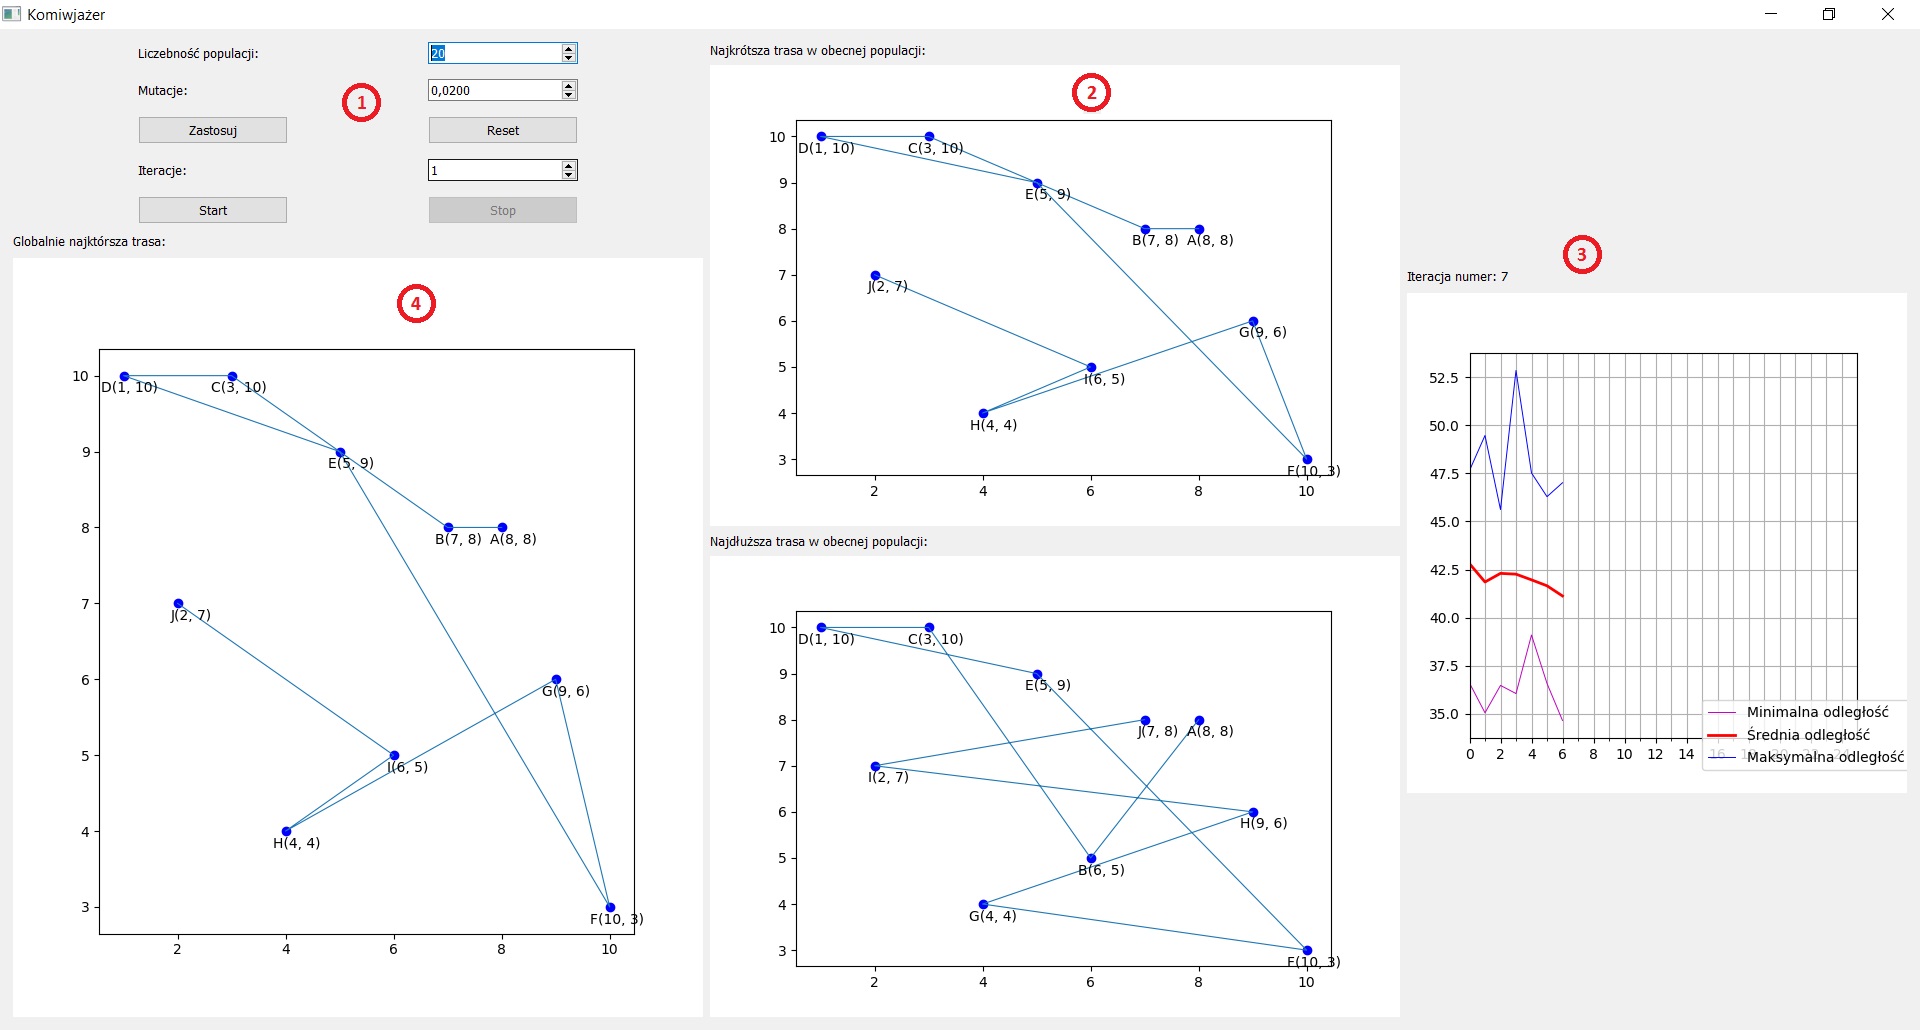 Komiwjażer
Liczebność populacji:
20
Mutacje:
0,0200
1
Zastosuj
Reset
Iteracje:
1
Start
Stop
Globalnie najktórsza trasa:
4
10
9
8
7
6
5
4
3
D(1, 10)
C(3, 10)
E(5, 9)
B(7, 8)
A(8, 8)
J(2, 7)
G(9, 6)
I(6, 5)
H(4, 4)
F(10, 3)
2
4
6
8
10
Najkrótsza trasa w obecnej populacji:
2
10
9
8
7
6
5
4
3
D(1, 10)
C(3, 10)
E(5, 9)
B(7, 8)
A(8, 8)
J(2, 7)
G(9, 6)
I(6, 5)
H(4, 4)
F(10, 3)
2
4
6
8
10
Najdłuższa trasa w obecnej populacji:
10
9
8
7
6
5
4
3
D(1, 10)
C(3, 10)
E(5, 9)
J(7, 8)
A(8, 8)
I(2, 7)
H(9, 6)
B(6, 5)
G(4, 4)
F(10, 3)
2
4
6
8
10
3
Iteracja numer: 7
52.5
50.0
47.5
45.0
42.5
40.0
37.5
35.0
0
2
4
6
8
10
12
14
16
Minimalna odległość
Średnia odległość
Maksymalna odległość